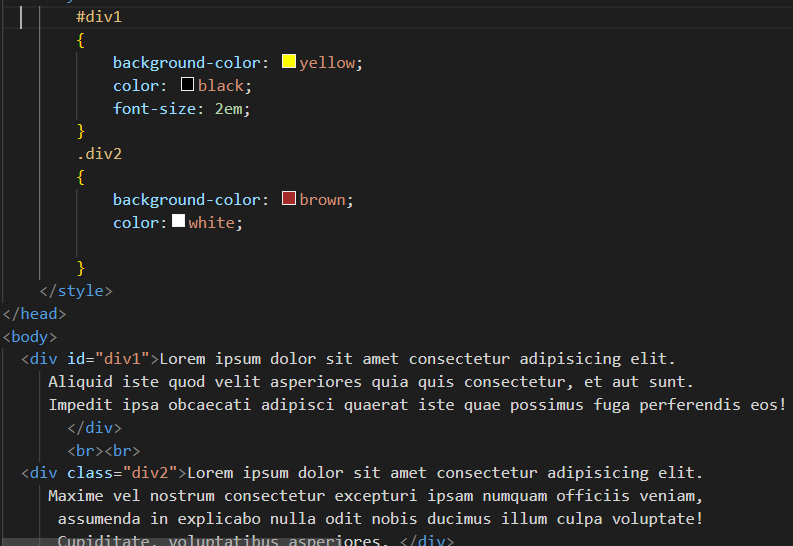 #div1
{
background-color: yellow;
color: black;
font-size: 2em;
}
.div2
{
background-color: brown;
color: white;
}
</style>
</head>
<body>
<div id="div1">Lorem ipsum dolor sit amet consectetur adipisicing elit.
Aliquid iste quod velit asperiores quia quis consectetur, et aut sunt.
Impedit ipsa obcaecati adipisci quaerat iste quae possimus fuga perferendis eos!
</div>
<br><br>
<div class="div2">Lorem ipsum dolor sit amet consectetur adipisicing elit.
Maxime vel nostrum consectetur excepturi ipsam numquam officiis veniam,
assumenda in explicabo nulla odit nobis ducimus illum culpa voluptate!
Cupiditate, voluptatibus asperiores. </div>